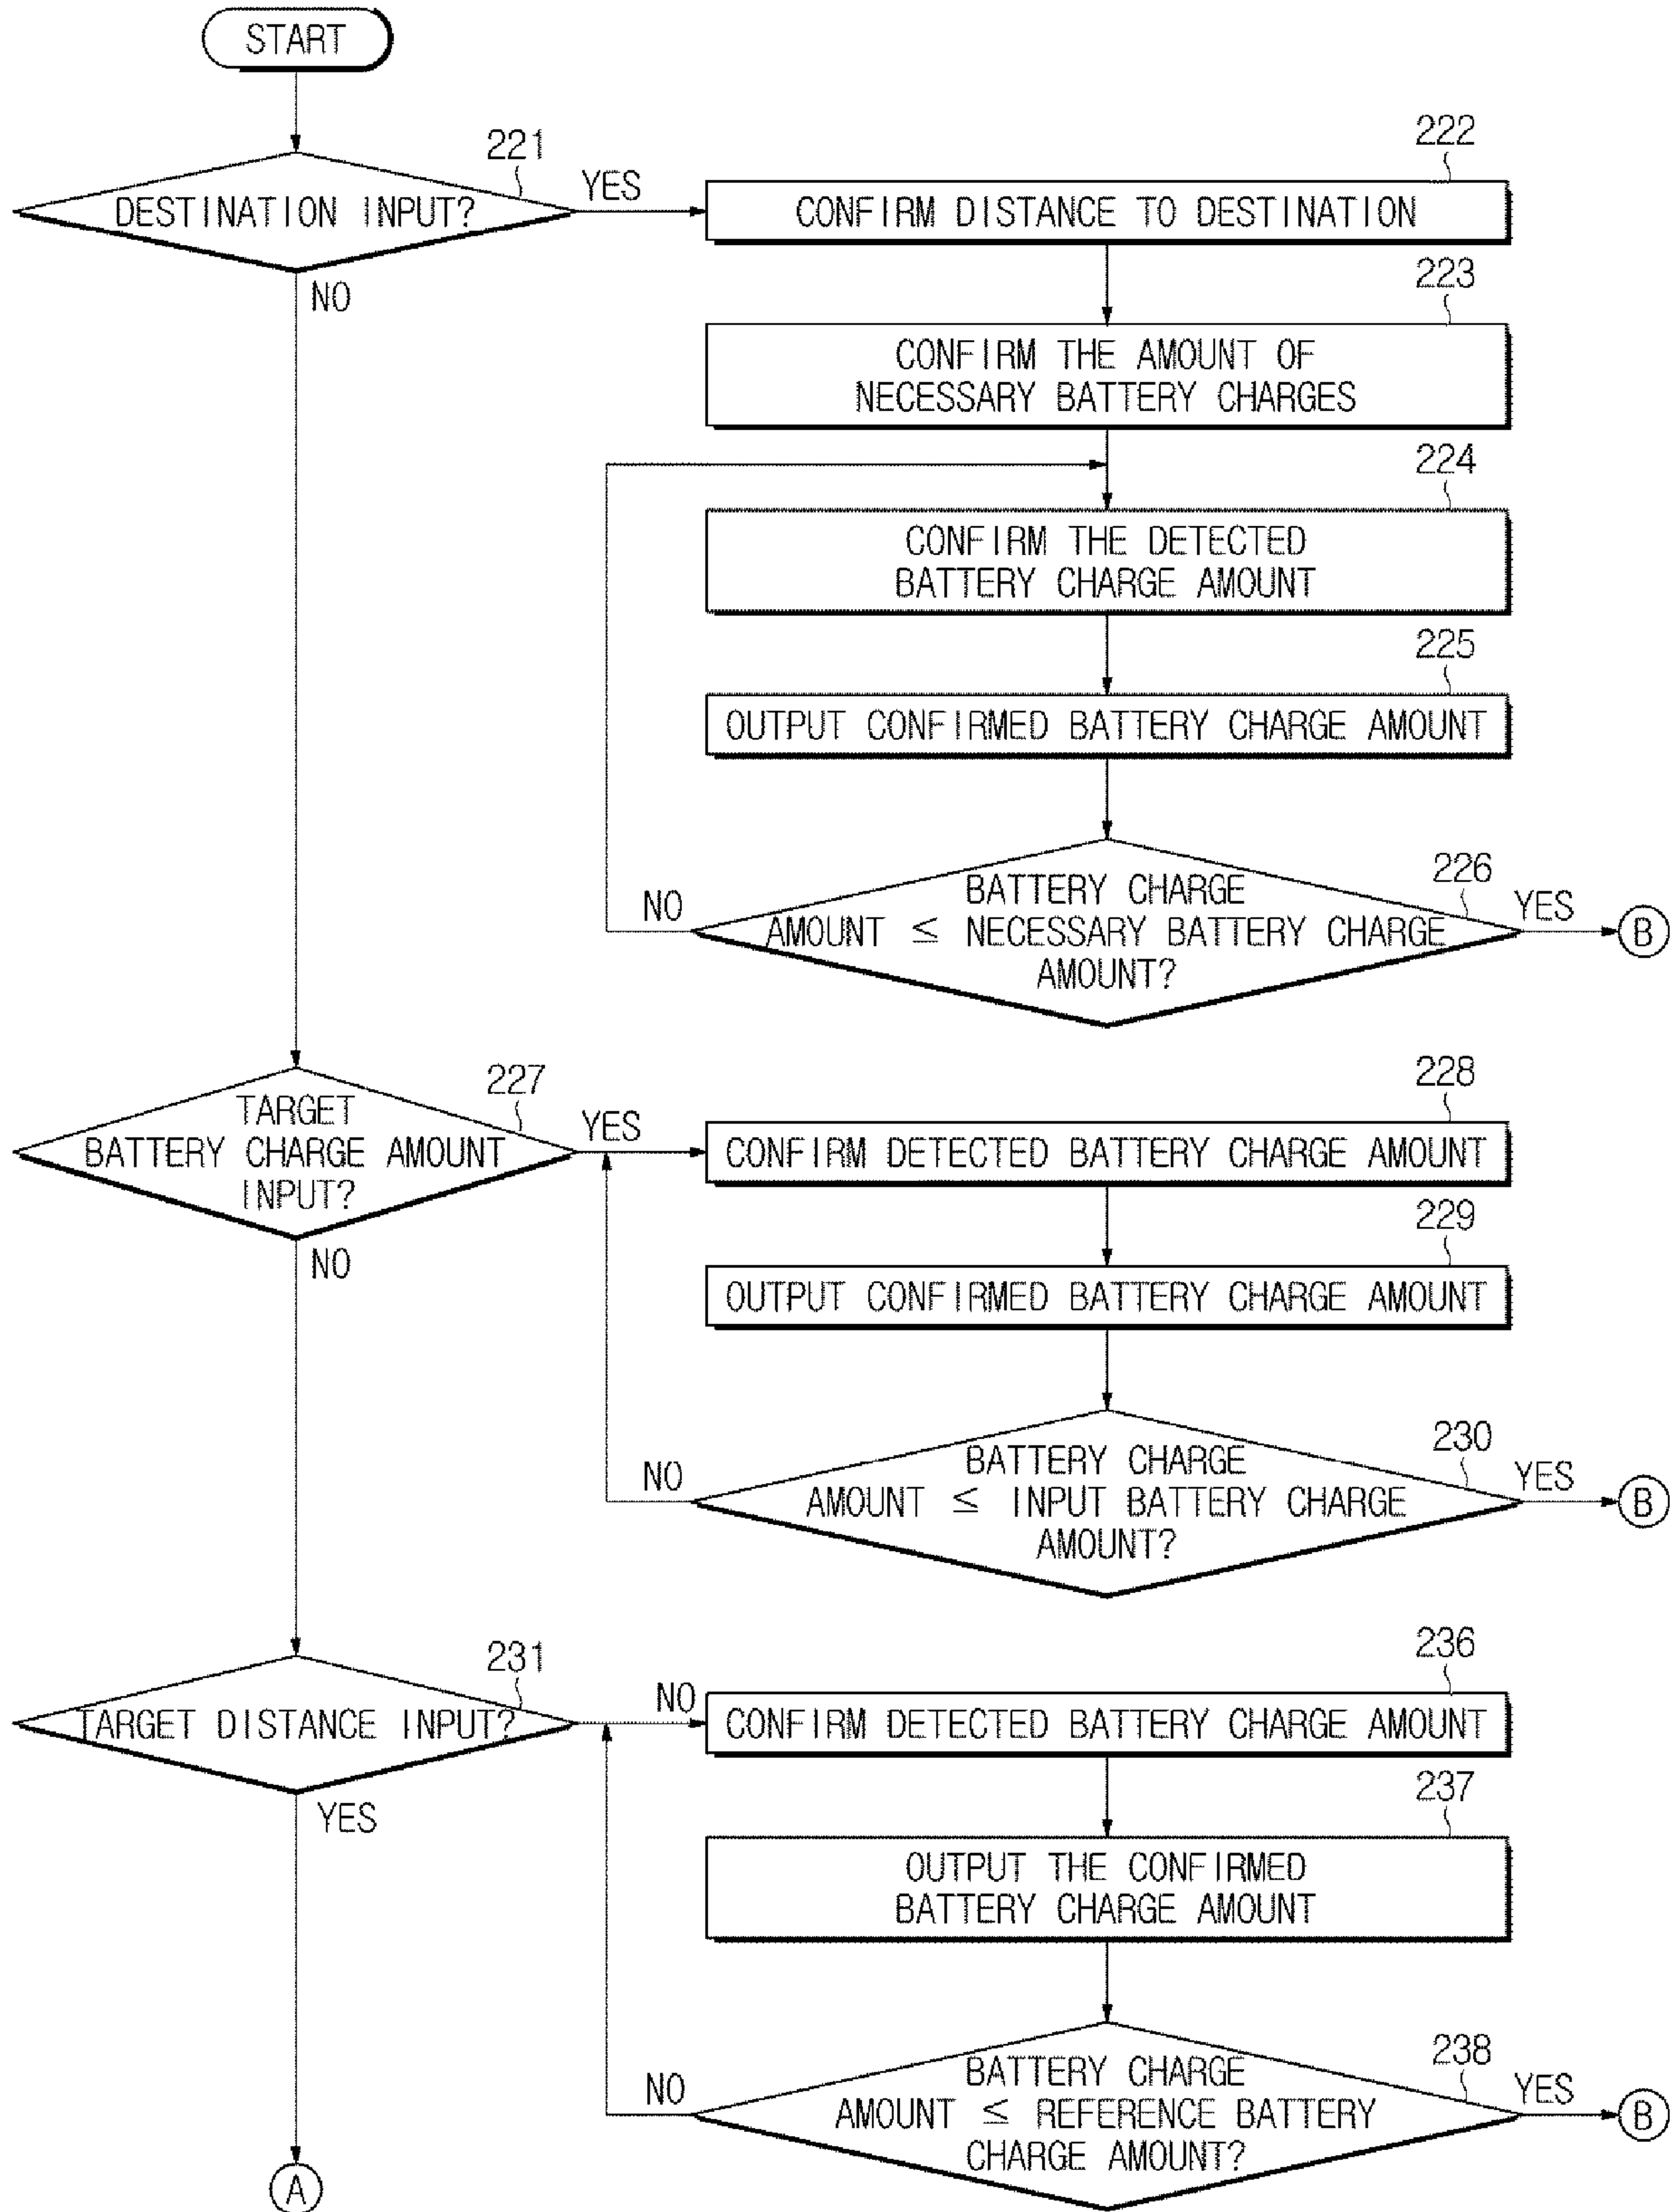 START
221
DESTINATION INPUT?
YES
NO
222
CONFIRM DISTANCE TO DESTINATION
223
CONFIRM THE AMOUNT OF
NECESSARY BATTERY CHARGES
224
CONFIRM THE DETECTED
BATTERY CHARGE AMOUNT
225
OUTPUT CONFIRMED BATTERY CHARGE AMOUNT
226
BATTERY CHARGE
AMOUNT ≤ NECESSARY BATTERY CHARGE
AMOUNT?
NO
YES
B
227
TARGET
BATTERY CHARGE AMOUNT
INPUT?
YES
NO
228
CONFIRM DETECTED BATTERY CHARGE AMOUNT
229
OUTPUT CONFIRMED BATTERY CHARGE AMOUNT
230
BATTERY CHARGE
AMOUNT ≤ INPUT BATTERY CHARGE
AMOUNT?
NO
YES
B
231
TARGET DISTANCE INPUT?
NO
YES
236
CONFIRM DETECTED BATTERY CHARGE AMOUNT
237
OUTPUT THE CONFIRMED
BATTERY CHARGE AMOUNT
238
BATTERY CHARGE
AMOUNT ≤ REFERENCE BATTERY
CHARGE AMOUNT?
NO
YES
B
A